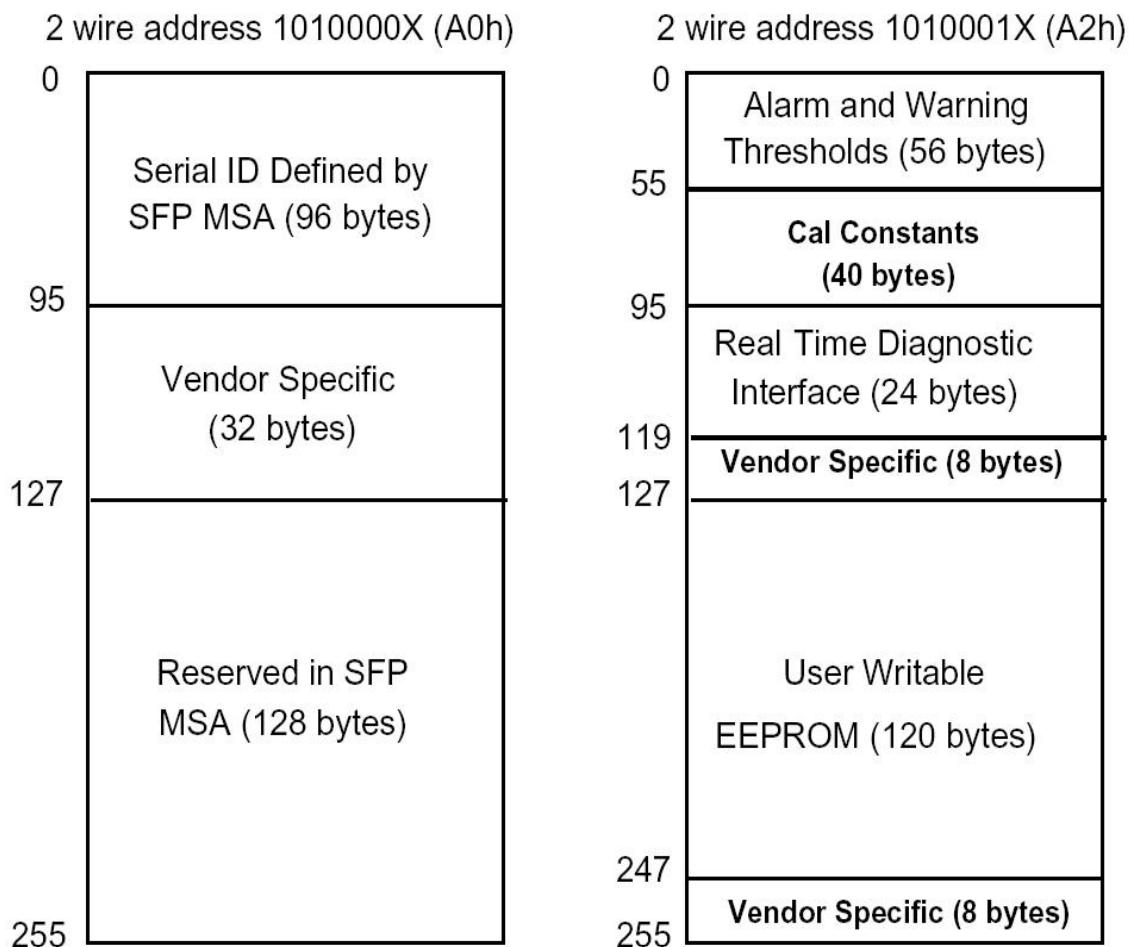 2 wire address 1010000X (A0h)
0
Serial ID Defined by
SFP MSA (96 bytes)
95
Vendor Specific
(32 bytes)
127
Reserved in SFP
MSA (128 bytes)
255
2 wire address 1010001X (A2h)
0
Alarm and Warning
Thresholds (56 bytes)
55
Cal Constants
(40 bytes)
95
Real Time Diagnostic
Interface (24 bytes)
119
Vendor Specific (8 bytes)
127
User Writable
EEPROM (120 bytes)
247
Vendor Specific (8 bytes)
255